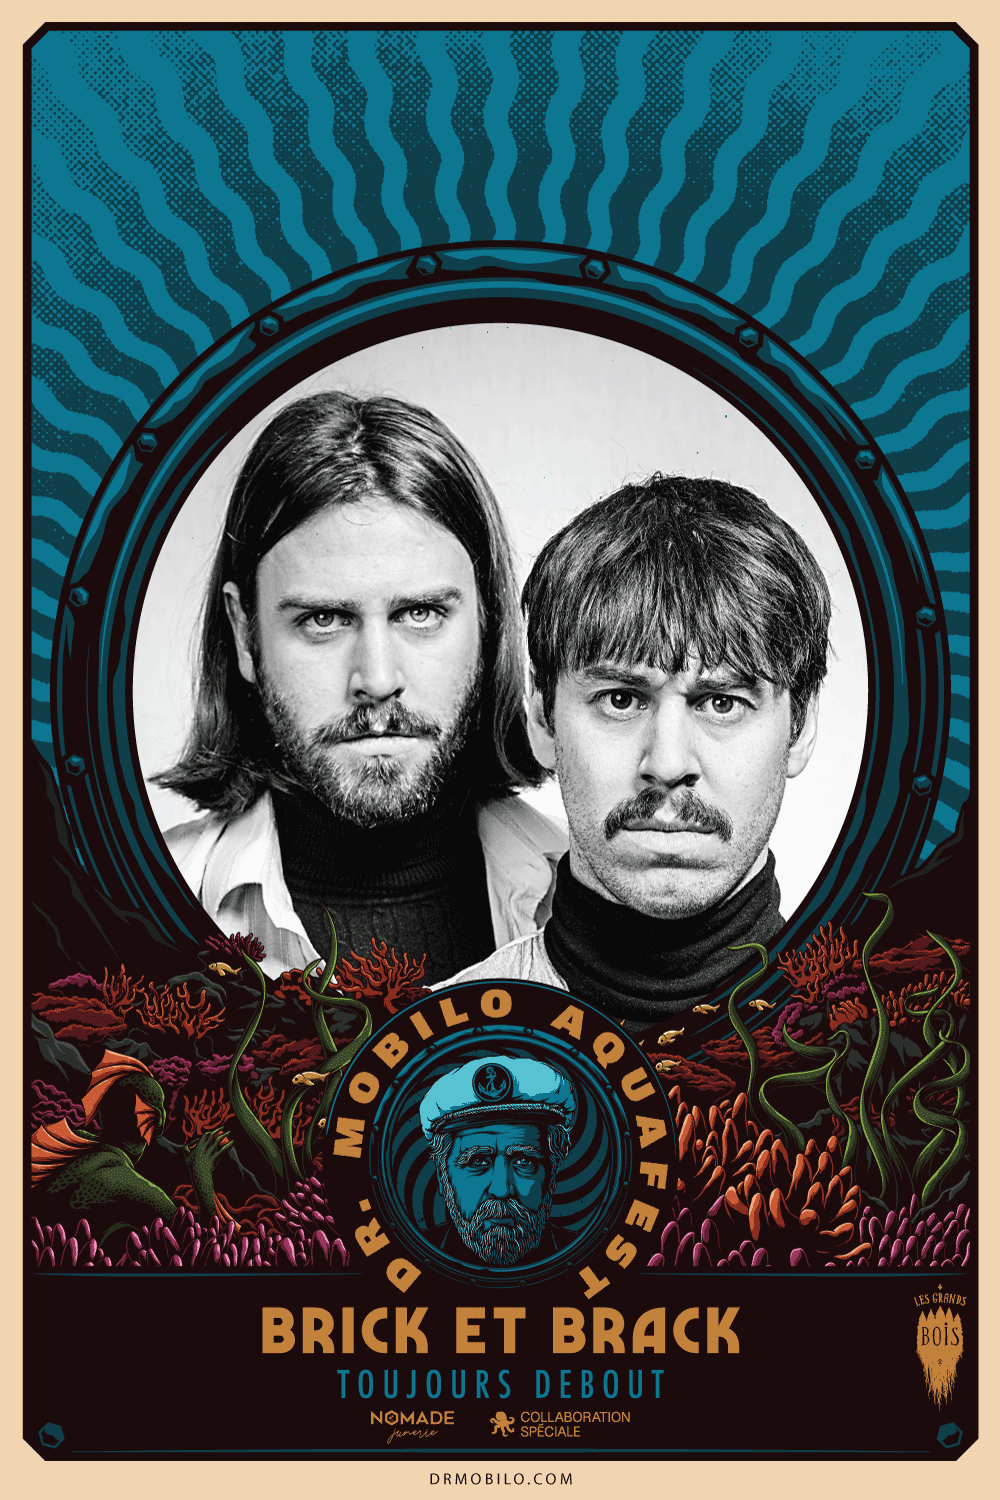 DR. MOBILO AQUAFEST
BRICK ET BRACK
TOUJOURS DEBOUT
LES GRANDS
BOiS
NOMADE
junerie
COLLABORATION
SPÉCIALE
DRMOBILO.COM